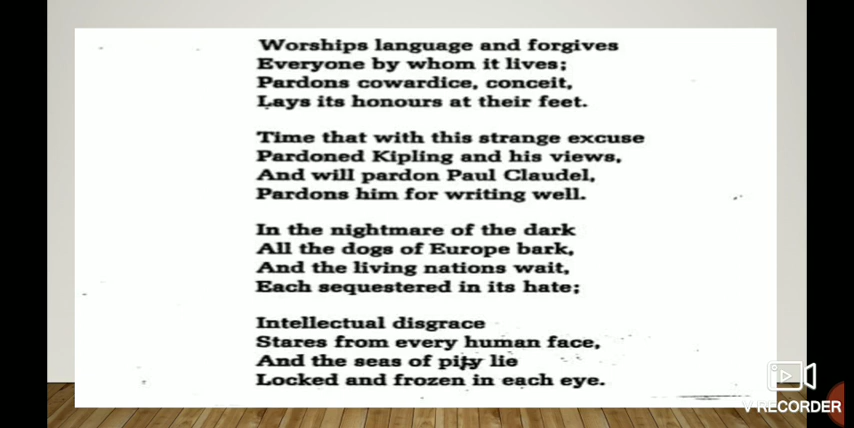 Worships language and forgives
Everyone by whom it lives;
Pardons cowardice, conceit,
Lays its honours at their feet.
Time that with this strange excuse
Pardoned Kipling and his views,
And will pardon Paul Claudel,
Pardons him for writing well.
In the nightmare of the dark
All the dogs of Europe bark,
And the living nations wait,
Each sequestered in its hate;
Intellectual disgrace
Stares from every human face,
And the seas of pity lie
Locked and frozen in each eye.
V RECORDER